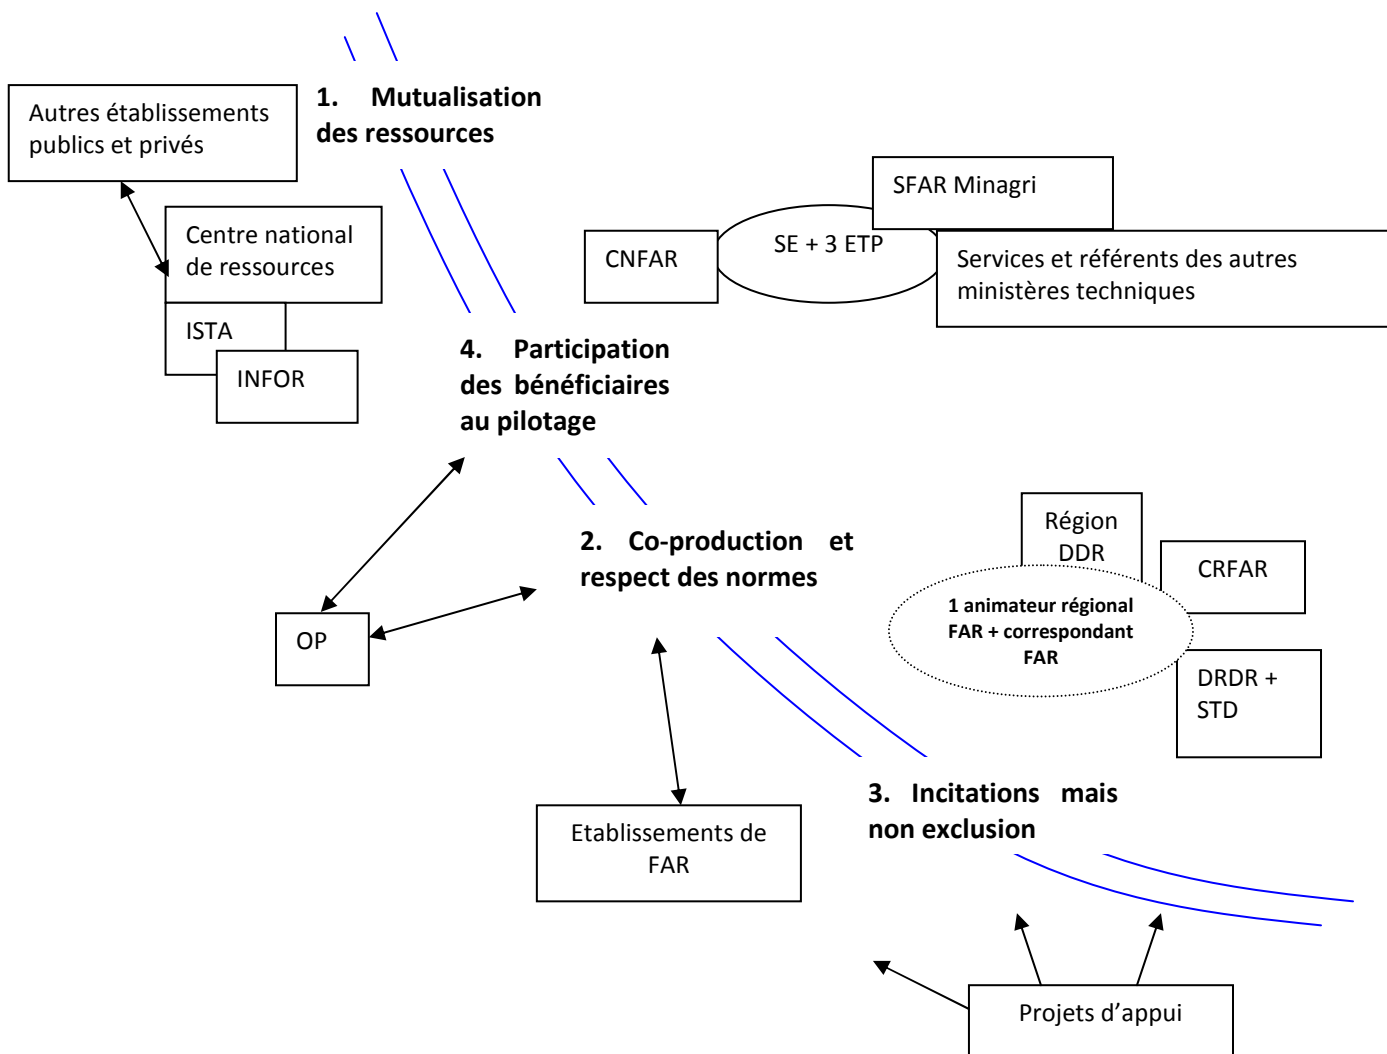 1. Mutualisation
des ressources
Autres établissements
publics et privés
SFAR Minagri
Centre national
de ressources
CNFAR
SE + 3 ETP
Services et référents des autres
ministères techniques
ISTA
INFOR
4. Participation
des bénéficiaires
au pilotage
Région
DDR
2. Co-production et
respect des normes
CRFAR
1 animateur régional
FAR + correspondant
FAR
OP
DRDR +
STD
3. Incitations mais
non exclusion
Etablissements de
FAR
Projets d’appui